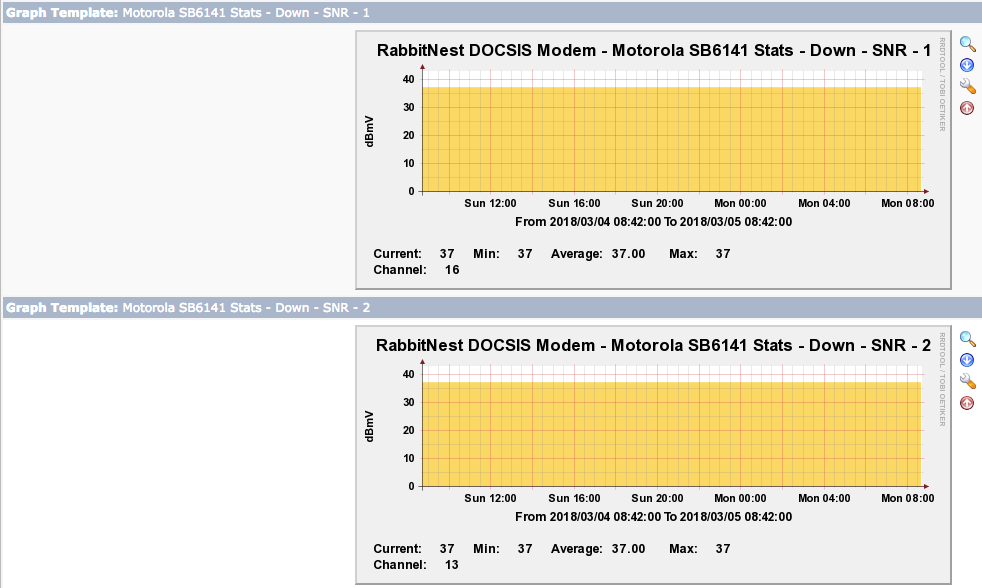 Graph Template: Motorola SB6141 Stats - Down - SNR - 1
RabbitNest DOCSIS Modem - Motorola SB6141 Stats - Down - SNR - 1
RRDTOOL / TOBI OETIKER
dBmV
40
30
20
10
0
Sun 12:00 Sun 16:00 Sun 20:00 Mon 00:00 Mon 04:00 Mon 08:00
From 2018/03/04 08:42:00 To 2018/03/05 08:42:00
Current: 37 Min: 37 Average: 37.00 Max: 37
Channel: 16
Graph Template: Motorola SB6141 Stats - Down - SNR - 2
RabbitNest DOCSIS Modem - Motorola SB6141 Stats - Down - SNR - 2
RRDTOOL / TOBI OETIKER
dBmV
40
30
20
10
0
Sun 12:00 Sun 16:00 Sun 20:00 Mon 00:00 Mon 04:00 Mon 08:00
From 2018/03/04 08:42:00 To 2018/03/05 08:42:00
Current: 37 Min: 37 Average: 37.00 Max: 37
Channel: 13